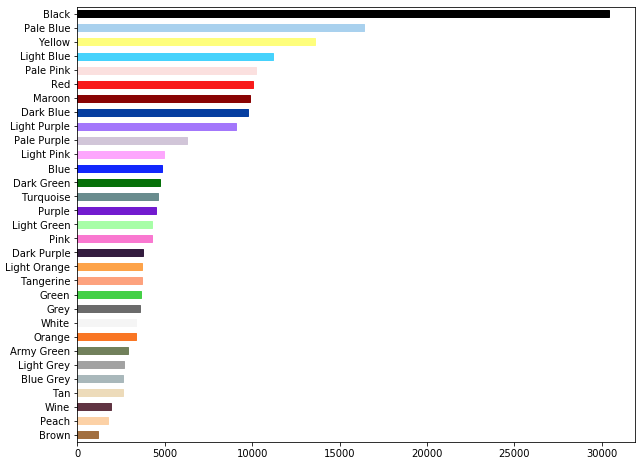 Black
Pale Blue
Yellow
Light Blue
Pale Pink
Red
Maroon
Dark Blue
Light Purple
Pale Purple
Light Pink
Blue
Dark Green
Turquoise
Purple
Light Green
Pink
Dark Purple
Light Orange
Tangerine
Green
Grey
White
Orange
Army Green
Light Grey
Blue Grey
Tan
Wine
Peach
Brown
0 5000 10000 15000 20000 25000 30000